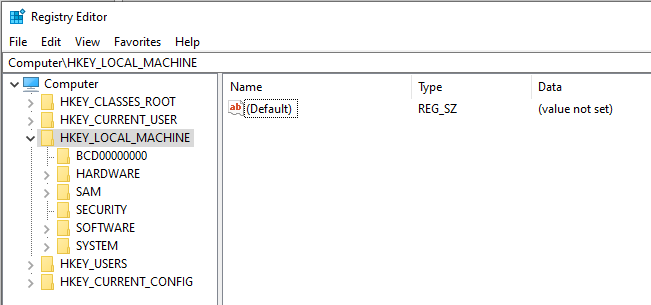 Registry Editor
File Edit View Favorites Help
Computer\HKEY_LOCAL_MACHINE
Computer
HKEY_CLASSES_ROOT
HKEY_CURRENT_USER
HKEY_LOCAL_MACHINE
BCD00000000
HARDWARE
SAM
SECURITY
SOFTWARE
SYSTEM
HKEY_USERS
HKEY_CURRENT_CONFIG
Name Type Data
ab (Default) REG_SZ (value not set)